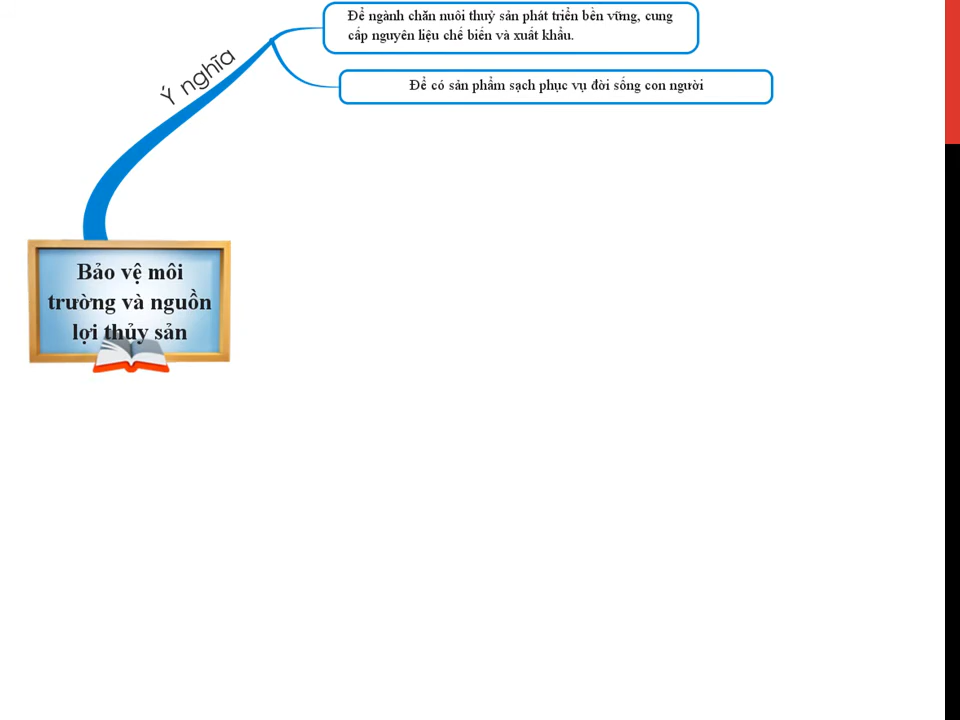 Để ngành chăn nuôi thuỷ sản phát triển bền vững, cung
cấp nguyên liệu chế biến và xuất khẩu.
Ý nghĩa
Để có sản phẩm sạch phục vụ đời sống con người
Bảo vệ môi
trường và nguồn
lợi thủy sản